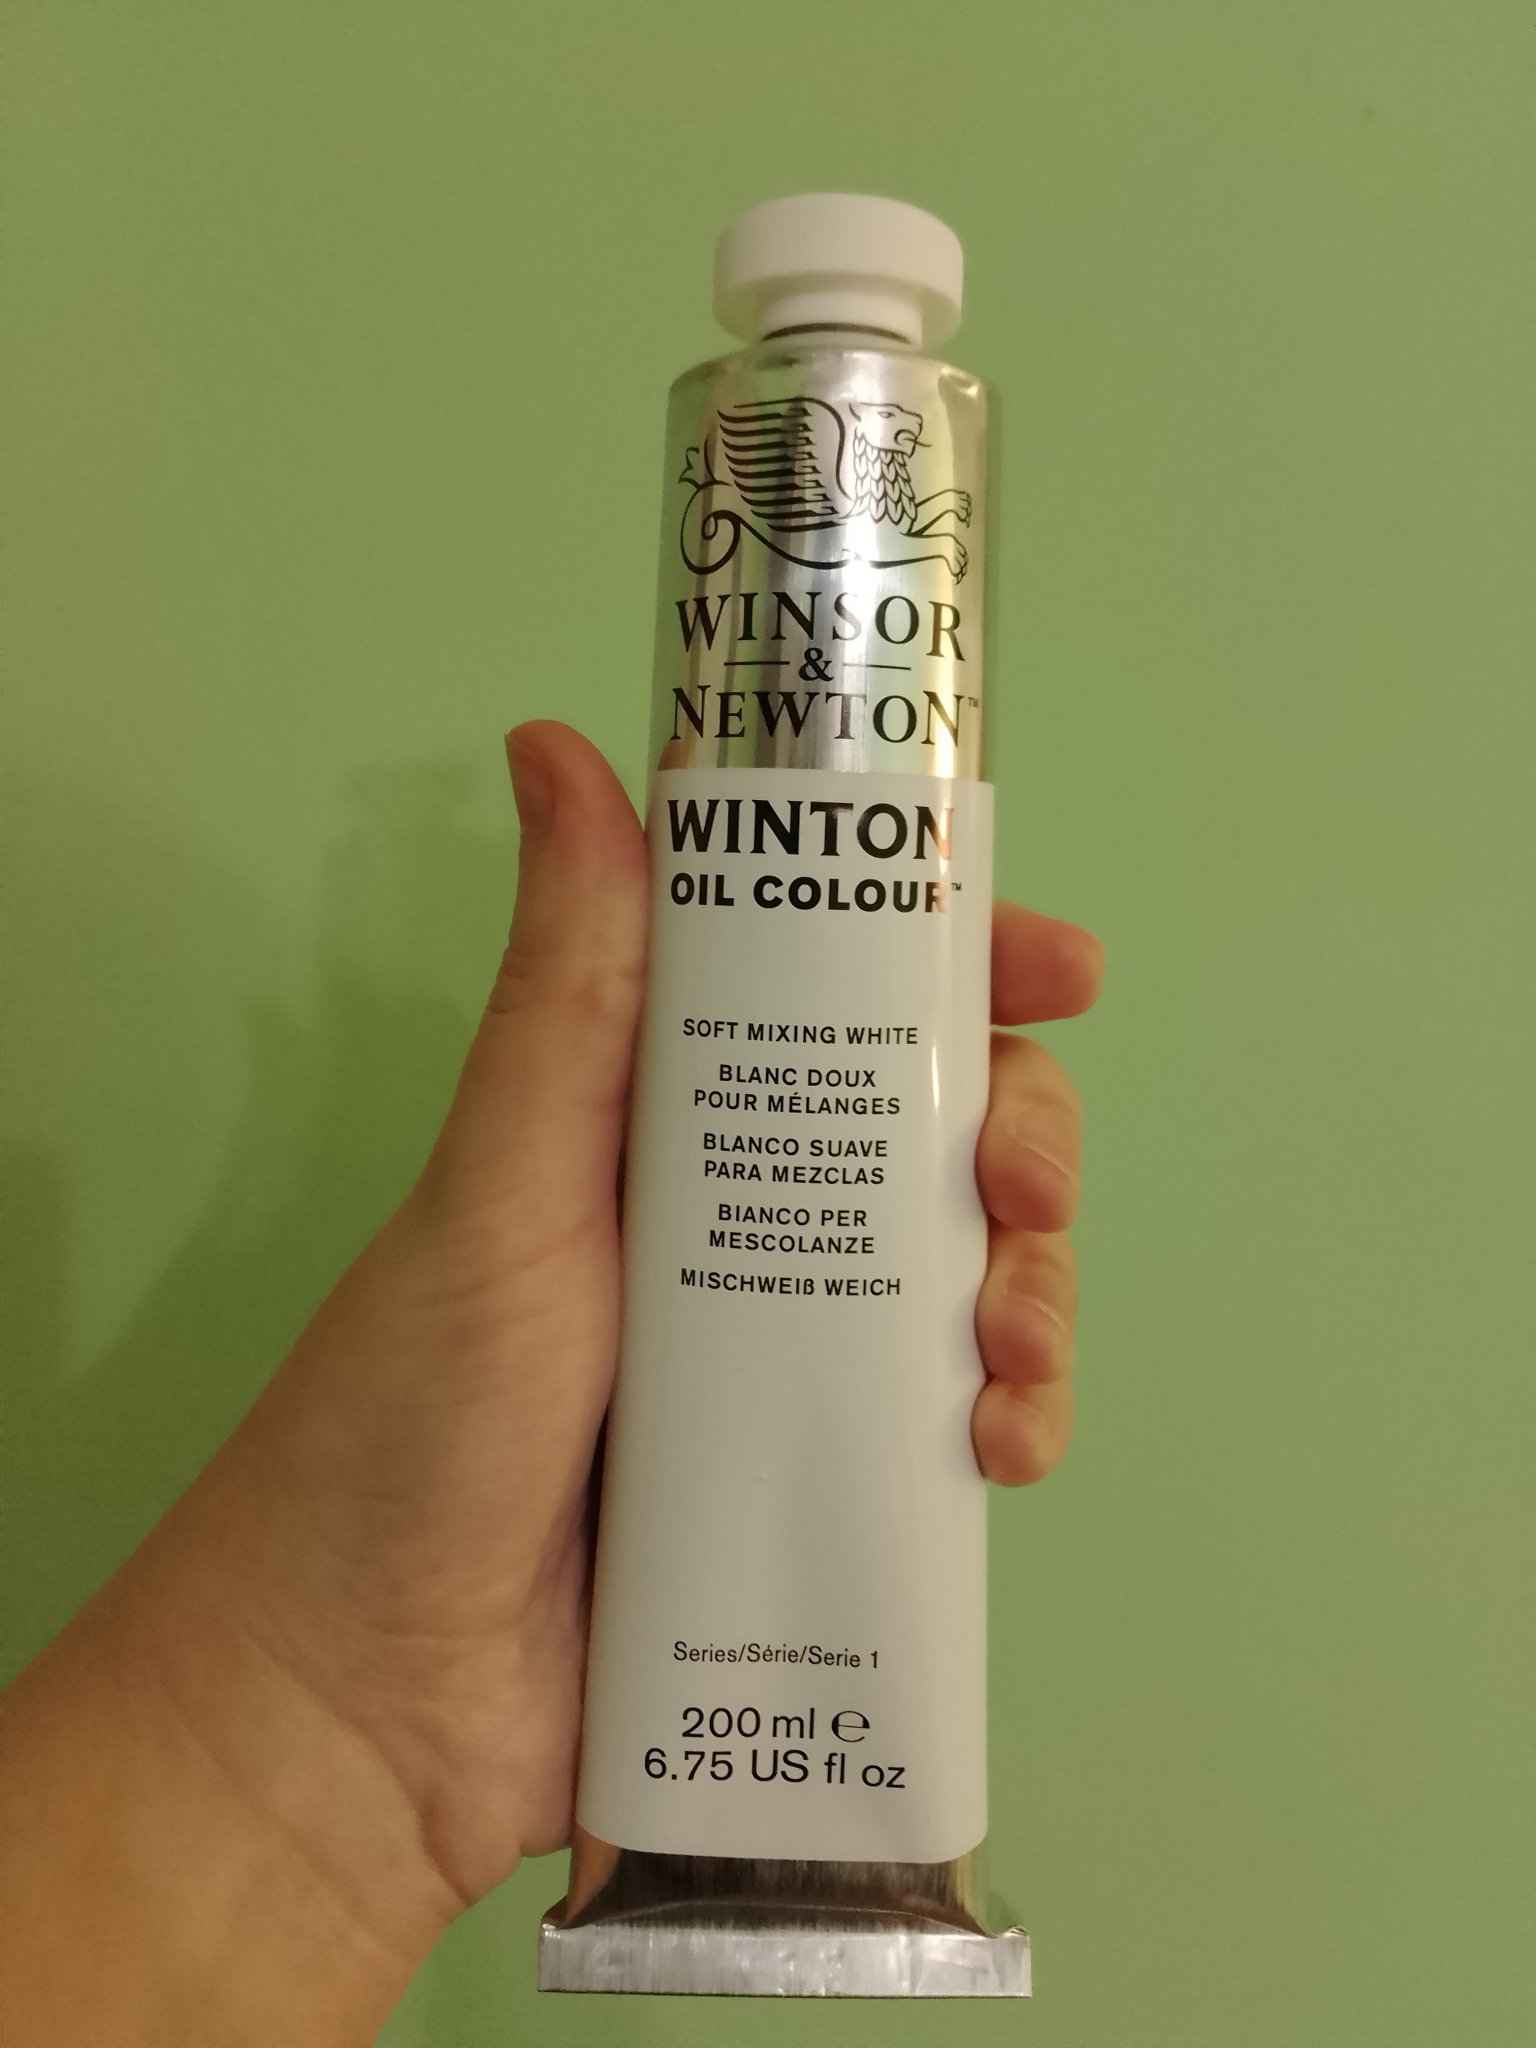 WINSOR
&
NEWTON™
WINTON
OIL COLOUR™
SOFT MIXING WHITE
BLANC DOUX
POUR MÉLANGES
BLANCO SUAVE
PARA MEZCLAS
BIANCO PER
MESCOLANZE
MISCHWEIß WEICH
Series/Série/Serie 1
200 ml ℮
6.75 US fl oz